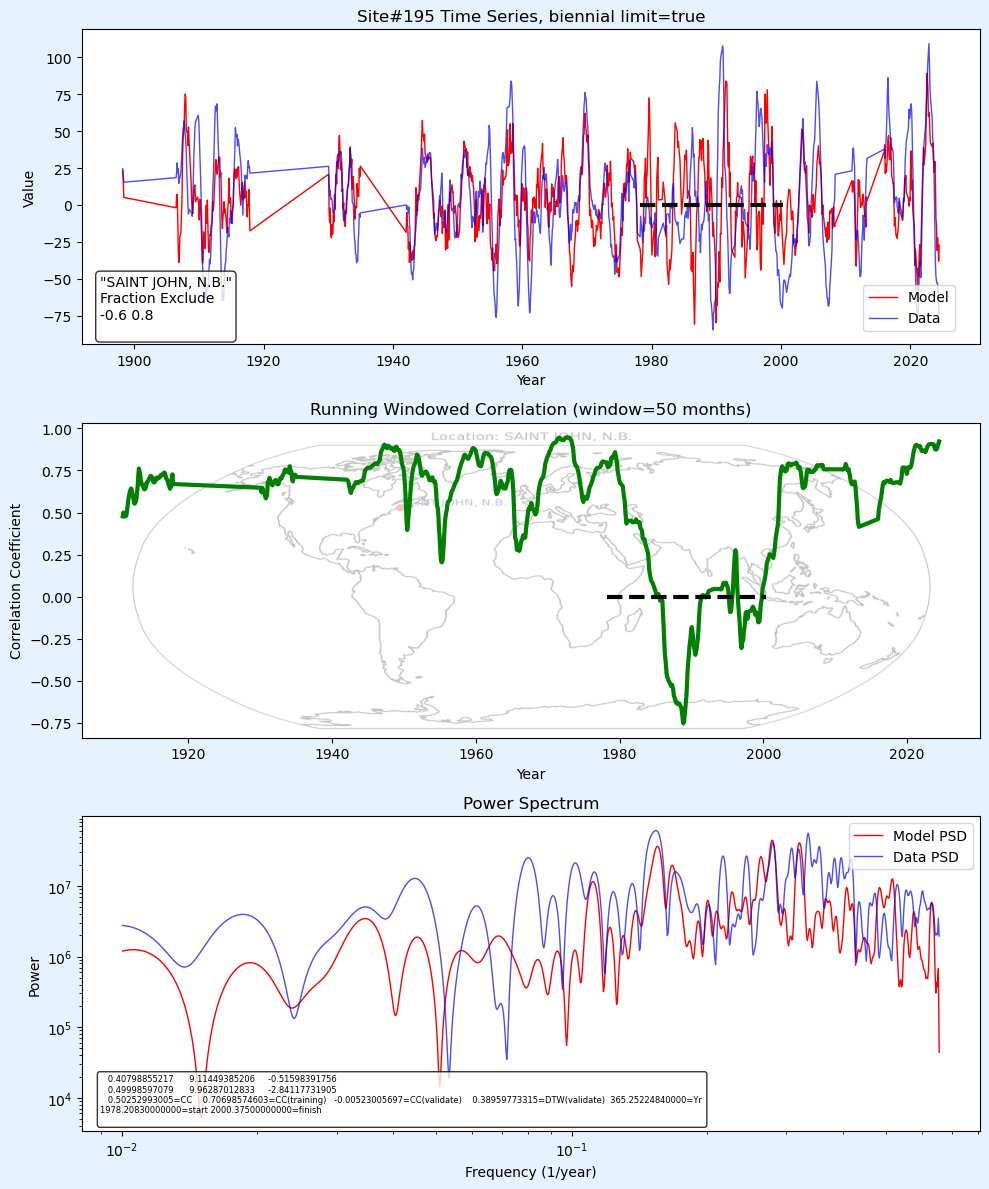 Site#195 Time Series, biennial limit=true
100
75
50
25
0
−25
−50
−75
Value
"SAINT JOHN, N.B."
Fraction Exclude
-0.6 0.8
Model
Data
1900 1920 1940 1960 1980 2000 2020
Year
Running Windowed Correlation (window=50 months)
Location: SAINT JOHN, N.B.
1.00
0.75
0.50
0.25
0.00
−0.25
−0.50
−0.75
Correlation Coefficient
1920 1940 1960 1980 2000 2020
Year
Power Spectrum
Model PSD
Data PSD
10^7
10^6
10^5
10^4
Power
0.40798855217 9.11449385206 -0.51598391756
0.49998597079 9.96287012833 -2.84117731905
0.50252993005=CC 0.70698574603=CC(training) -0.00523005697=CC(validate) 0.38959773315=DTW(validate) 365.25224840000=Yr
1978.20830000000=start 2000.37500000000=finish
10^−2 10^−1
Frequency (1/year)